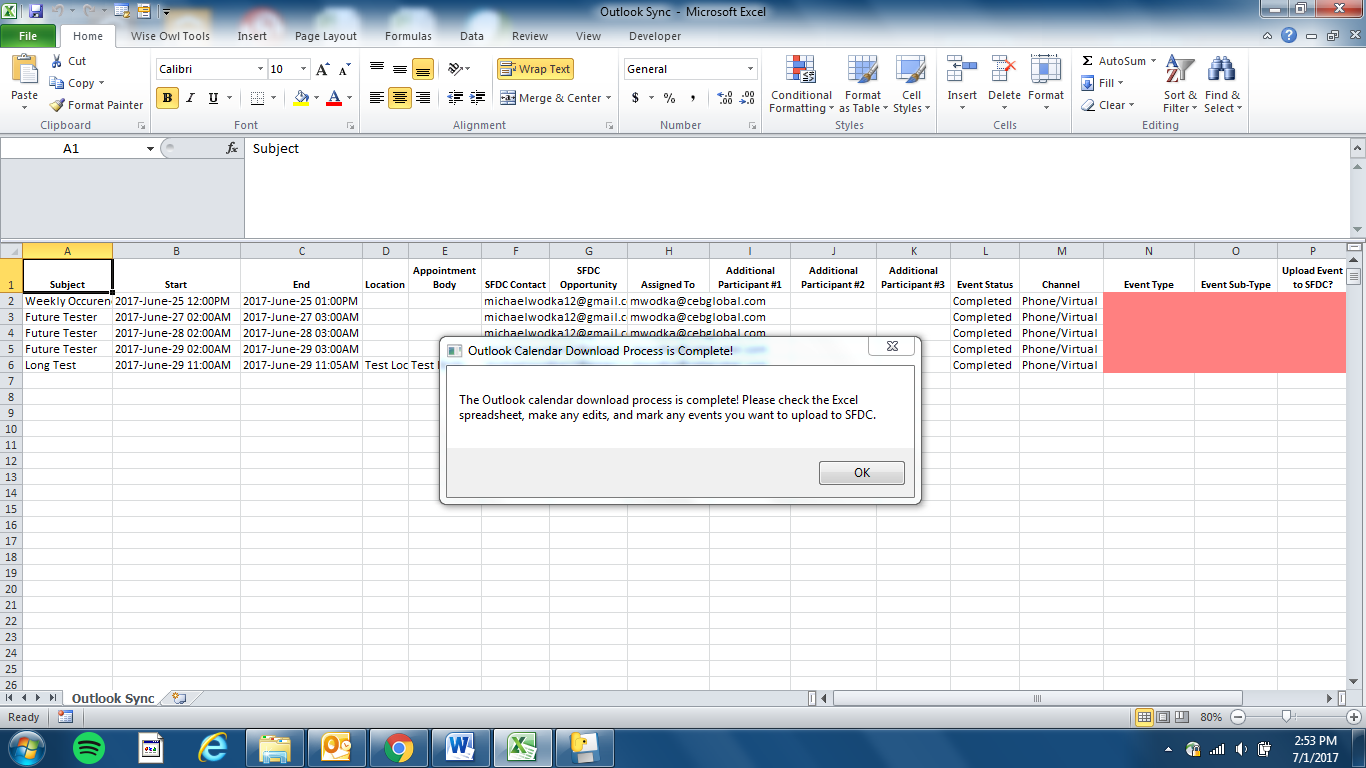 Outlook Sync - Microsoft Excel
File Home Wise Owl Tools Insert Page Layout Formulas Data Review View Developer
Paste
Cut
Copy
Format Painter
Clipboard
Calibri 10
B I U
Font
Wrap Text
Merge & Center
Alignment
General
$ % ,
Number
Conditional Formatting
Format as Table
Cell Styles
Styles
Insert Delete Format
Cells
Σ AutoSum
Fill
Clear
Sort & Filter
Find & Select
Editing
A1 fx Subject
A B C D E F G H I J K L M N O P
1 Subject Start End Location Appointment Body SFDC Contact SFDC Opportunity Assigned To Additional Participant #1 Additional Participant #2 Additional Participant #3 Event Status Channel Event Type Event Sub-Type Upload Event to SFDC?
2 Weekly Occuren 2017-June-25 12:00PM 2017-June-25 01:00PM michaelwodka12@gmail.c mwodka@cebglobal.com Completed Phone/Virtual
3 Future Tester 2017-June-27 02:00AM 2017-June-27 03:00AM michaelwodka12@gmail.c mwodka@cebglobal.com Completed Phone/Virtual
4 Future Tester 2017-June-28 02:00AM 2017-June-28 03:00AM michaelwodka12@gmail.c mwodka@cebglobal.com Completed Phone/Virtual
5 Future Tester 2017-June-29 02:00AM 2017-June-29 03:00AM Completed Phone/Virtual
6 Long Test 2017-June-29 11:00AM 2017-June-29 11:05AM Test Loc Test Completed Phone/Virtual
7
8
9
10
11
12
13
14
15
16
17
18
19
20
21
22
23
24
25
26
Outlook Calendar Download Process is Complete!
The Outlook calendar download process is complete! Please check the Excel
spreadsheet, make any edits, and mark any events you want to upload to SFDC.
OK
Outlook Sync
Ready
80%
2:53 PM
7/1/2017